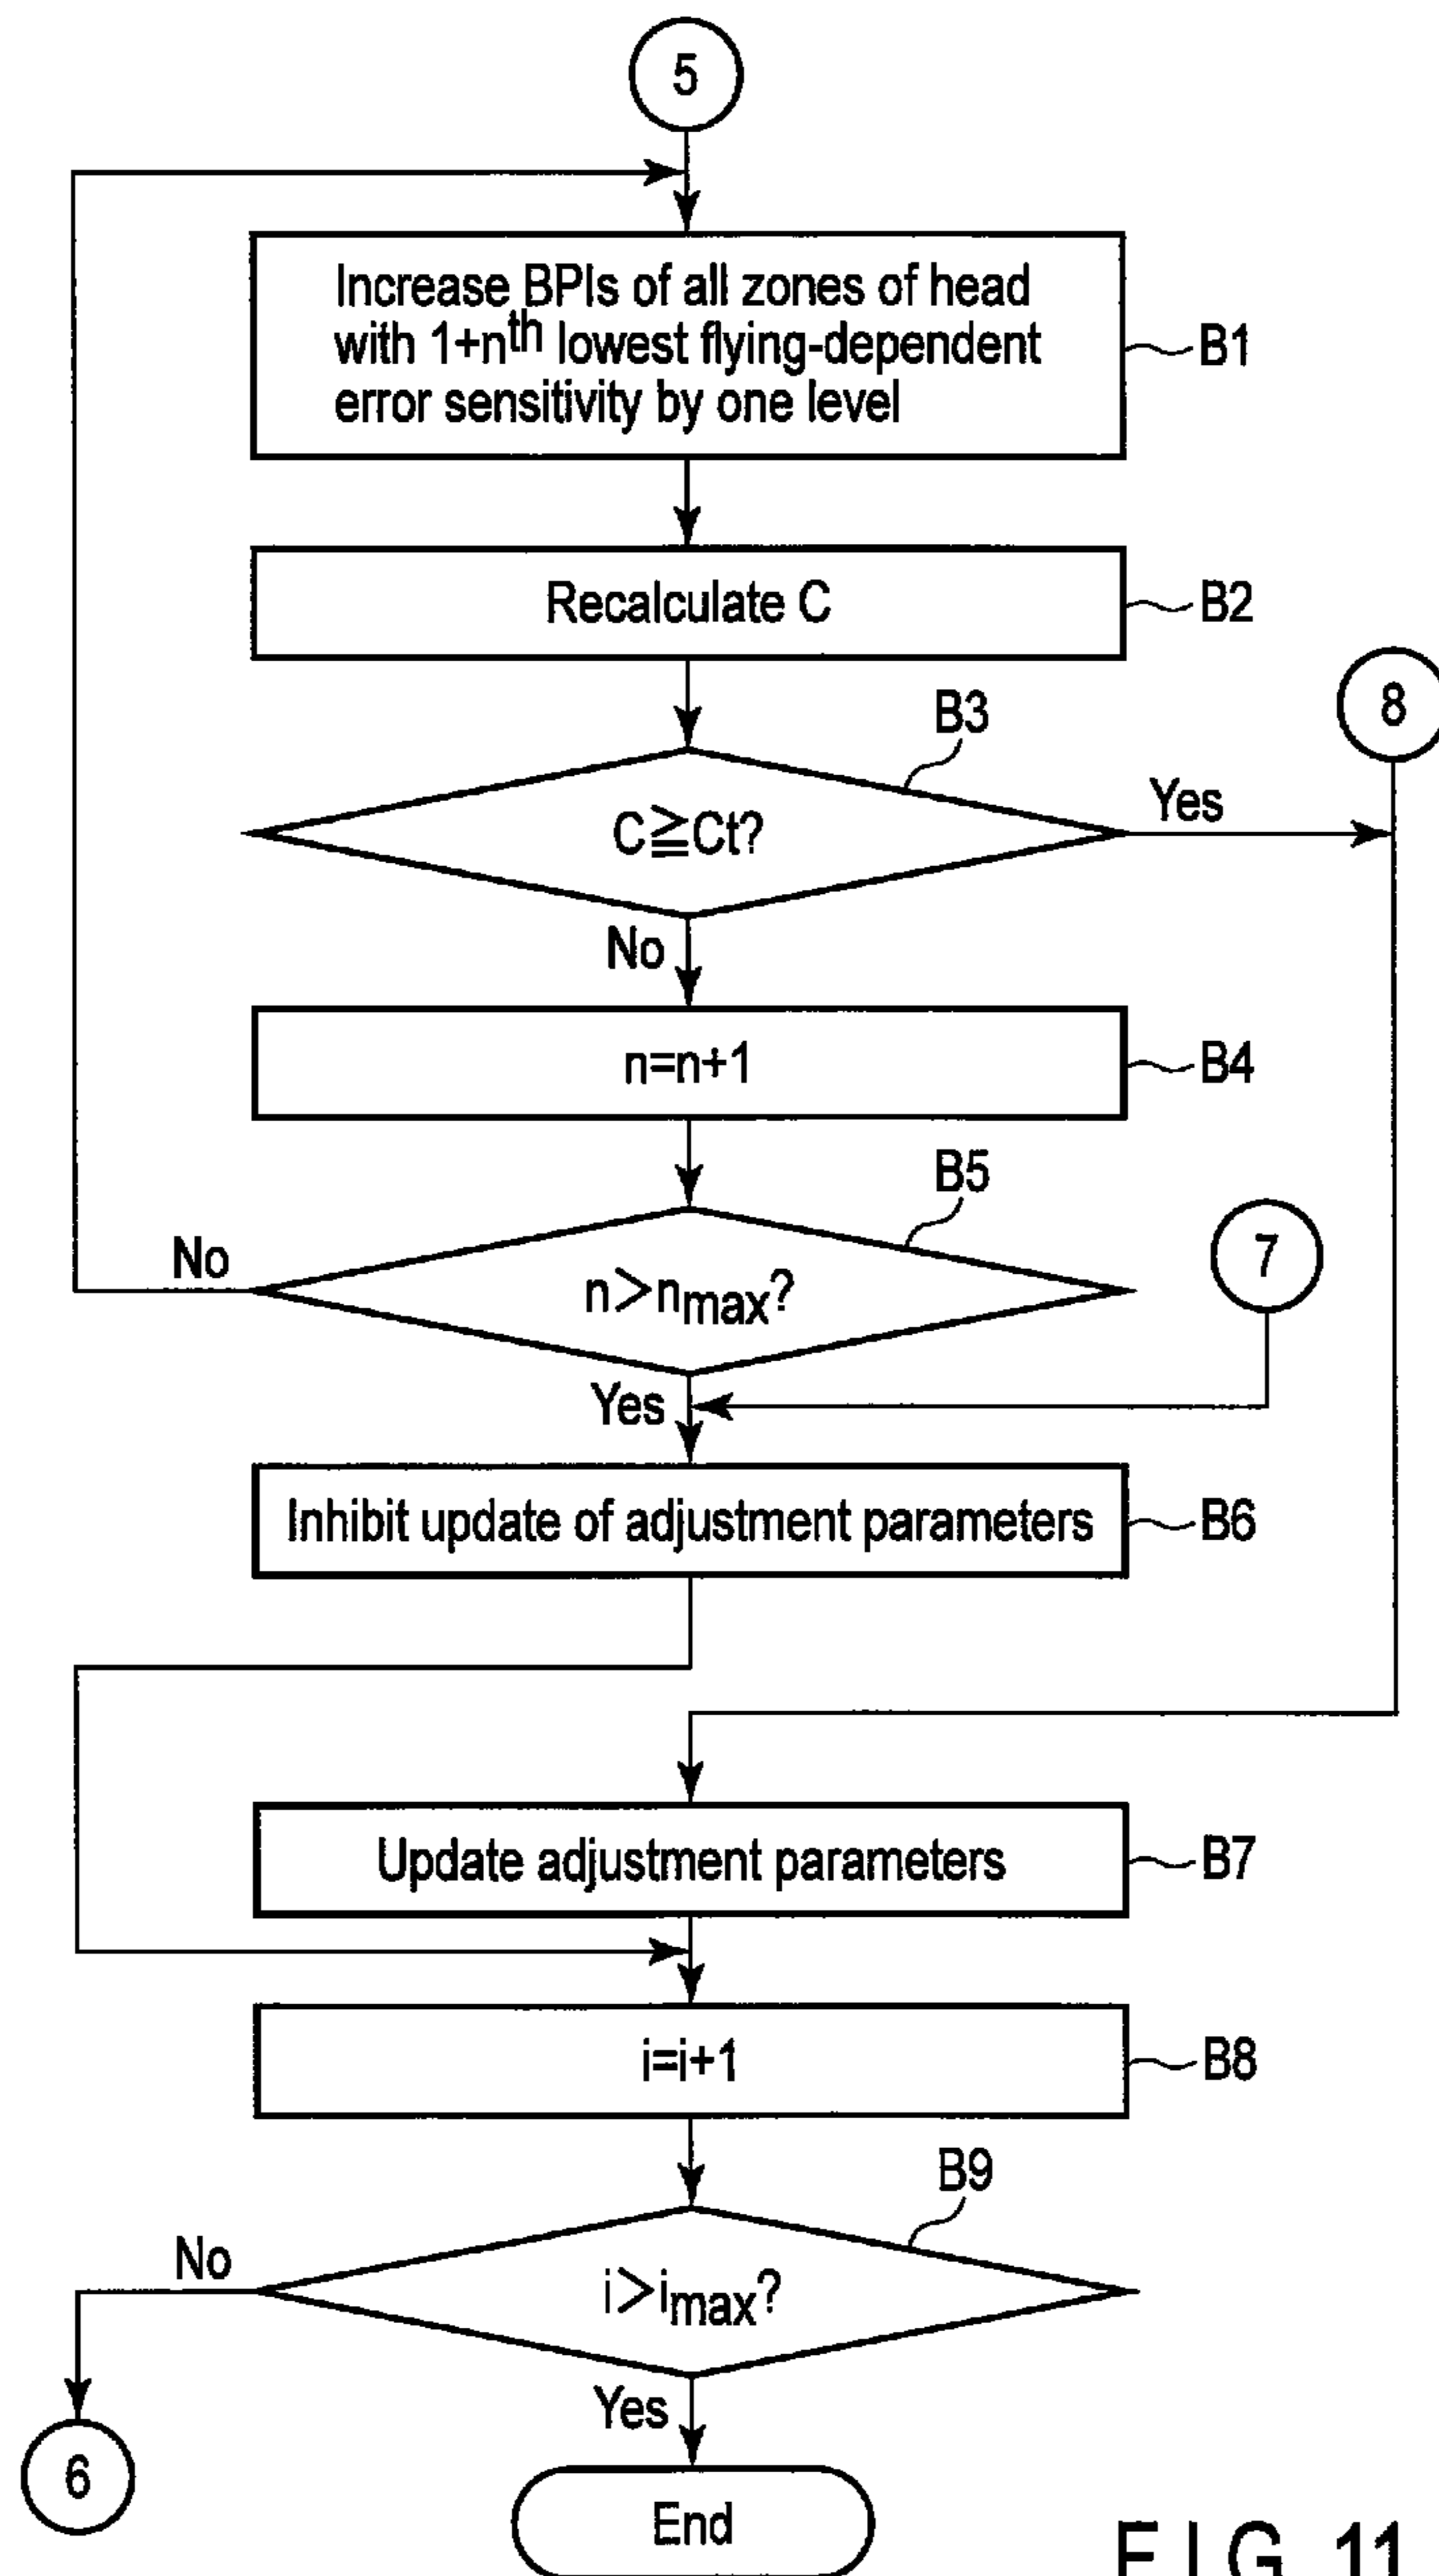 5
Increase BPIs of all zones of head
with 1+nth lowest flying-dependent
error sensitivity by one level
B1
Recalculate C
B2
B3
8
C≧Ct?
Yes
No
n=n+1
B4
B5
7
No
n>nmax?
Yes
Inhibit update of adjustment parameters
B6
Update adjustment parameters
B7
i=i+1
B8
B9
No
i>imax?
Yes
6
End
FIG. 11